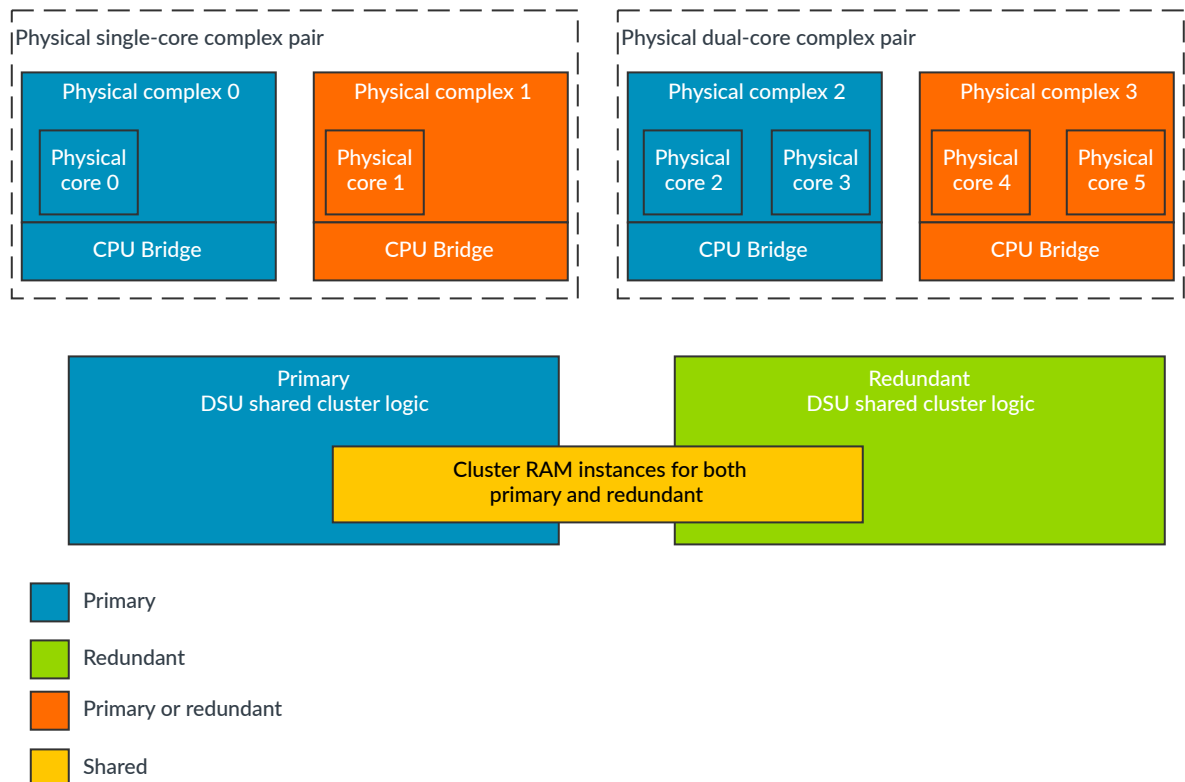 Physical single-core complex pair
Physical dual-core complex pair
Physical complex 0
Physical complex 1
Physical complex 2
Physical complex 3
Physical
core 0
Physical
core 1
Physical
core 2
Physical
core 3
Physical
core 4
Physical
core 5
CPU Bridge
CPU Bridge
CPU Bridge
CPU Bridge
Primary
DSU shared cluster logic
Redundant
DSU shared cluster logic
Cluster RAM instances for both
primary and redundant
Primary
Redundant
Primary or redundant
Shared